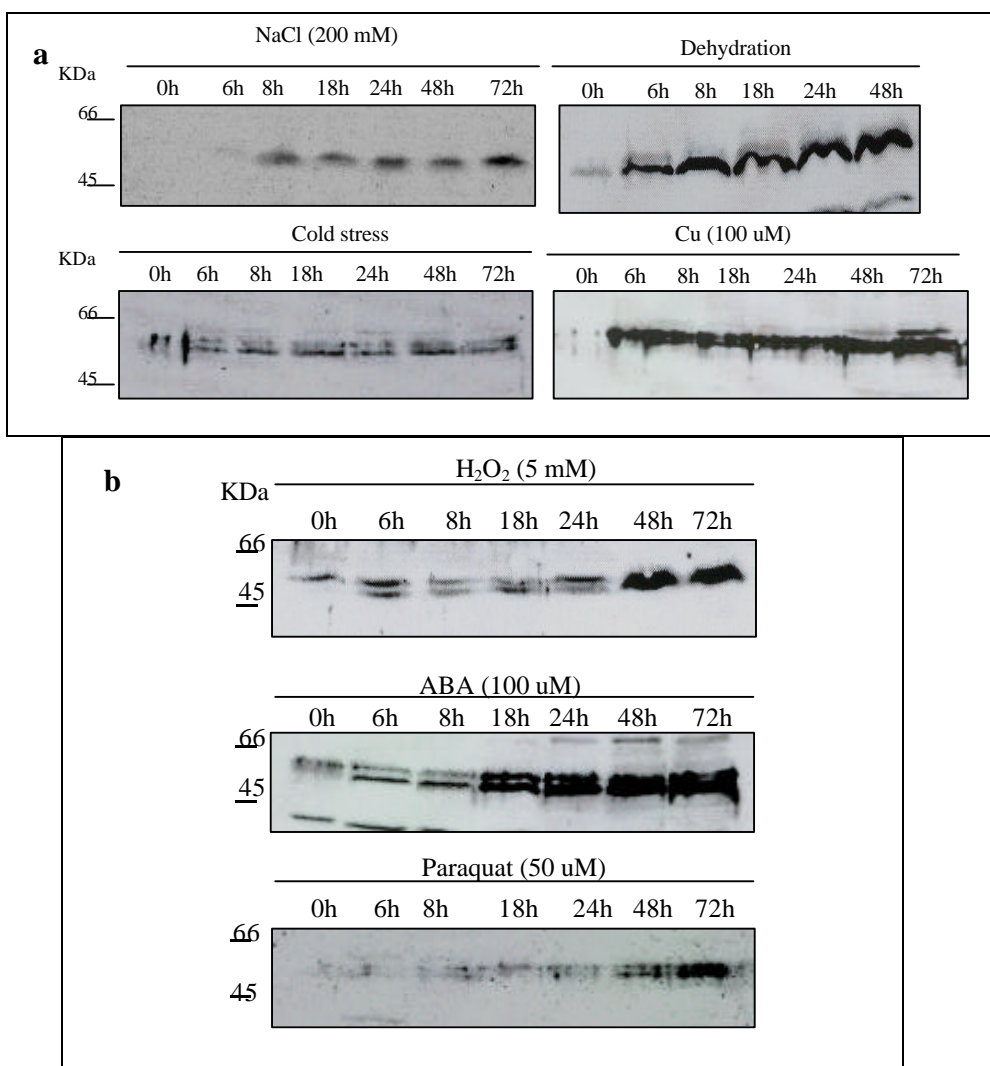 a
NaCl (200 mM)
KDa
0h 6h 8h 18h 24h 48h 72h
66
45
Dehydration
0h 6h 8h 18h 24h 48h
Cold stress
KDa
0h 6h 8h 18h 24h 48h 72h
66
45
Cu (100 uM)
0h 6h 8h 18h 24h 48h 72h
b
H₂O₂ (5 mM)
KDa
0h 6h 8h 18h 24h 48h 72h
66
45
ABA (100 uM)
0h 6h 8h 18h 24h 48h 72h
66
45
Paraquat (50 uM)
0h 6h 8h 18h 24h 48h 72h
66
45